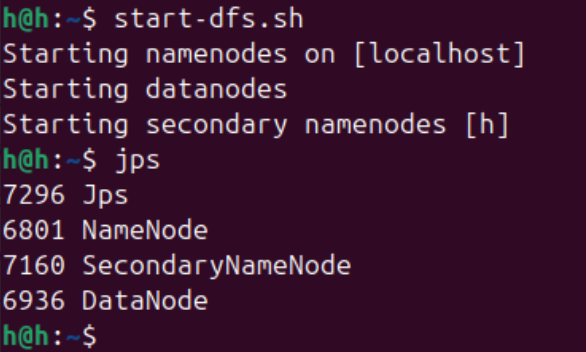 h@h:~$ start-dfs.sh
Starting namenodes on [localhost]
Starting datanodes
Starting secondary namenodes [h]
h@h:~$ jps
7296 Jps
6801 NameNode
7160 SecondaryNameNode
6936 DataNode
h@h:~$